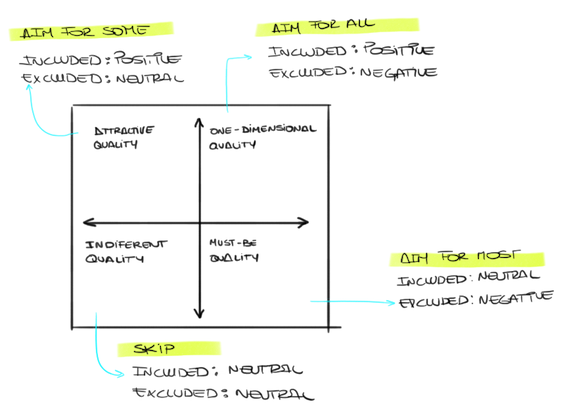 AIM FOR SOME
INCLUDED: POSITIVE
EXCLUDED: NEUTRAL
AIM FOR ALL
INCLUDED: POSITIVE
EXCLUDED: NEGATIVE
ATTRACTIVE
QUALITY
ONE-DIMENSIONAL
QUALITY
INDIFERENT
QUALITY
MUST-BE
QUALITY
AIM FOR MOST
INCLUDED: NEUTRAL
EXCLUDED: NEGATIVE
SKIP
INCLUDED: NEUTRAL
EXCLUDED: NEUTRAL